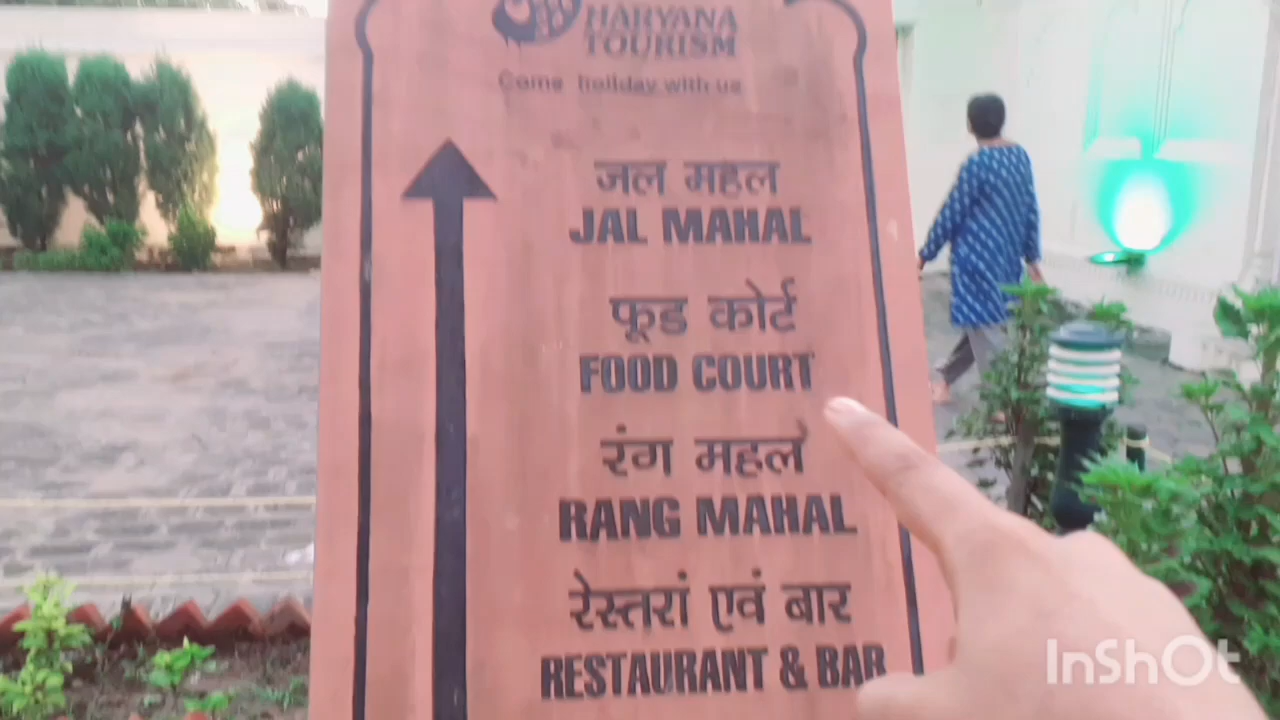 HARYANA
TOURISM
Come holiday with us
जल महल
JAL MAHAL
फूड कोर्ट
FOOD COURT
रंग महल
RANG MAHAL
रेस्तरां एवं बार
RESTAURANT & BAR
InShOt